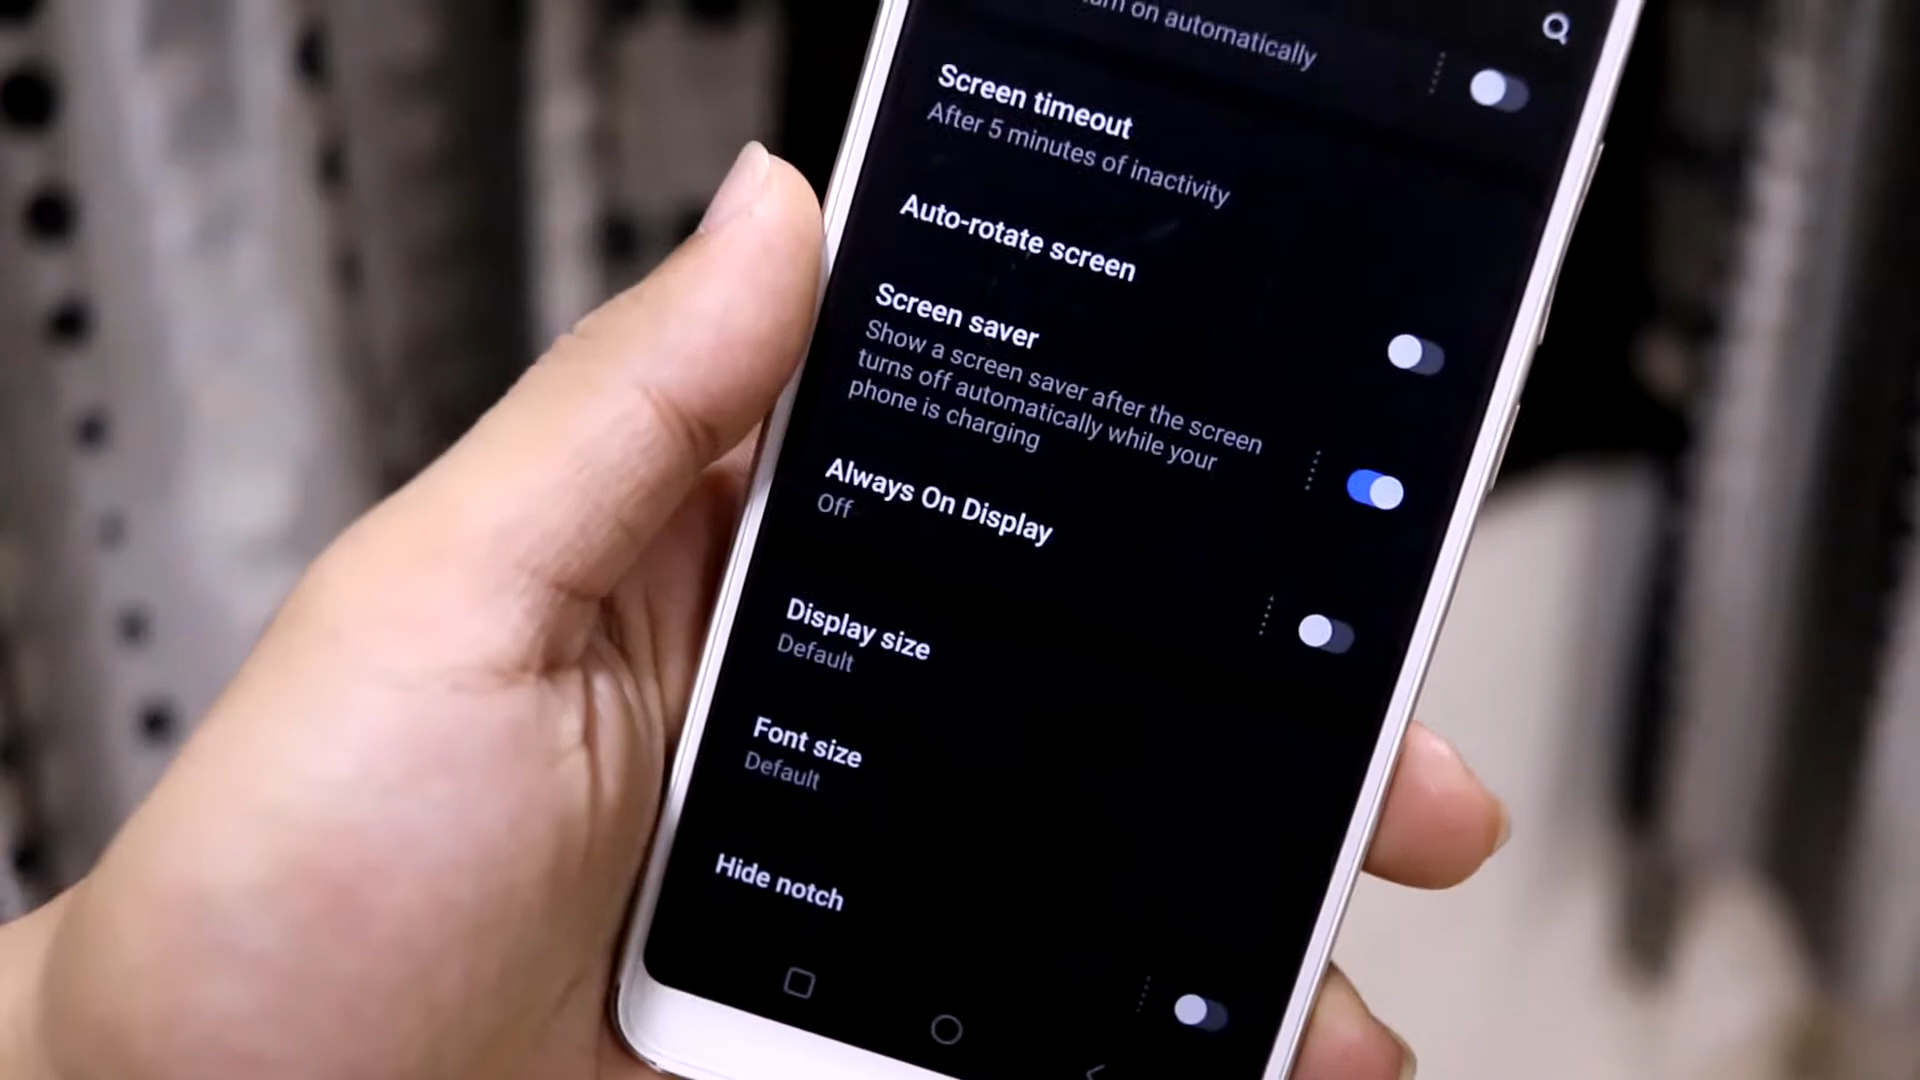 on automatically
Screen timeout
After 5 minutes of inactivity
Auto-rotate screen
Screen saver
Show a screen saver after the screen
turns off automatically while your
phone is charging
Always On Display
Off
Display size
Default
Font size
Default
Hide notch